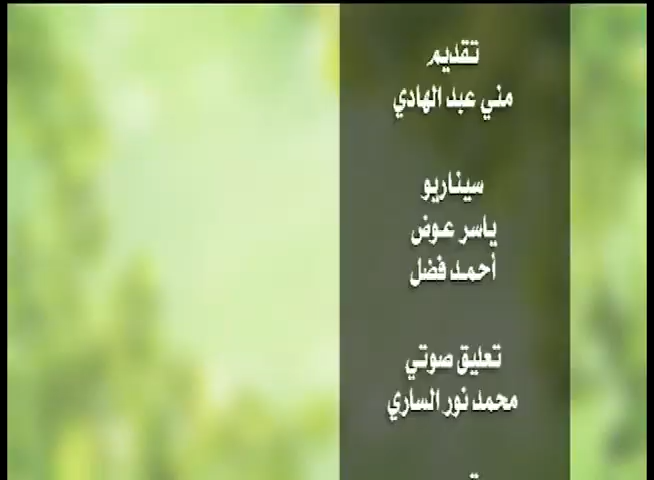 تقديم
مني عبد الهادي
سيناريو
ياسر عوض
أحمد فضل
تعليق صوتي
محمد نور الساري